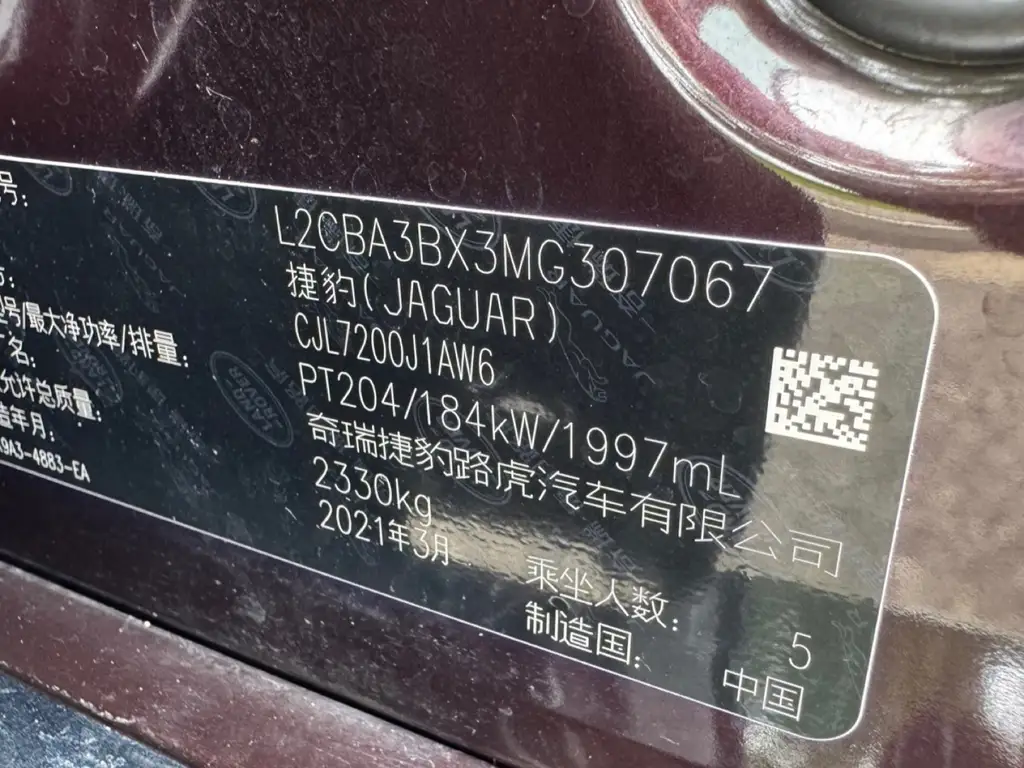 号: L2CBA3BX3MG307067
捷豹(JAGUAR)
CJL7200J1AW6
号/最大净功率/排量: PT204/184kW/1997mL
名: 奇瑞捷豹路虎汽车有限公司
允许总质量: 2330kg
造年月: 2021年3月
9A3-4883-EA
乘坐人数: 5
制造国: 中国